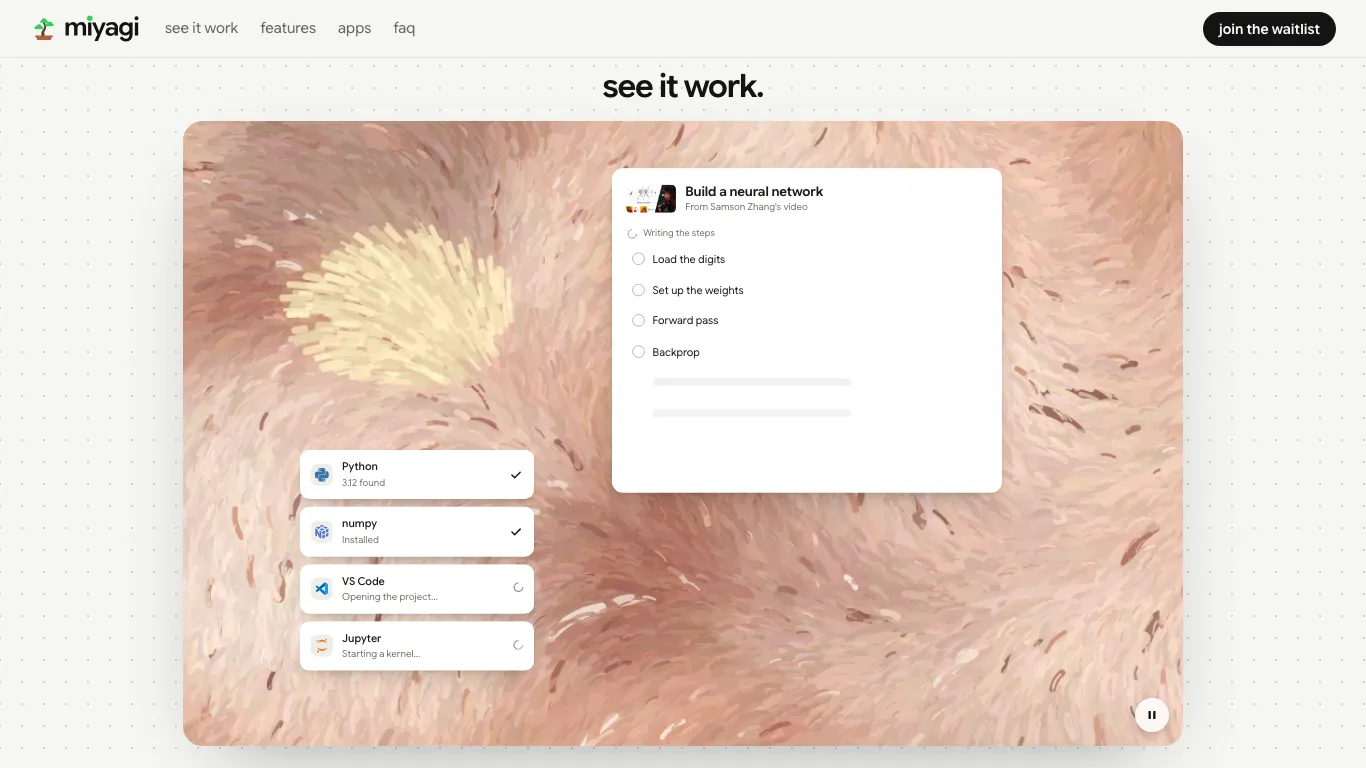 miyagi
see it work
features
apps
faq
join the waitlist
see it work.
Build a neural network
From Samson Zhang's video
Writing the steps
Load the digits
Set up the weights
Forward pass
Backprop
Python
3.12 found
numpy
Installed
VS Code
Opening the project...
Jupyter
Starting a kernel...